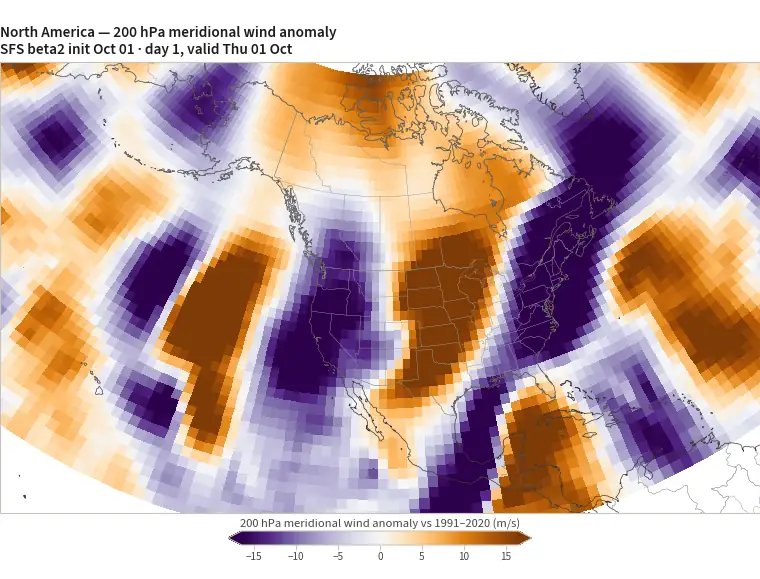 North America — 200 hPa meridional wind anomaly
SFS beta2 init Oct 01 · day 1, valid Thu 01 Oct
200 hPa meridional wind anomaly vs 1991–2020 (m/s)
−15 −10 −5 0 5 10 15